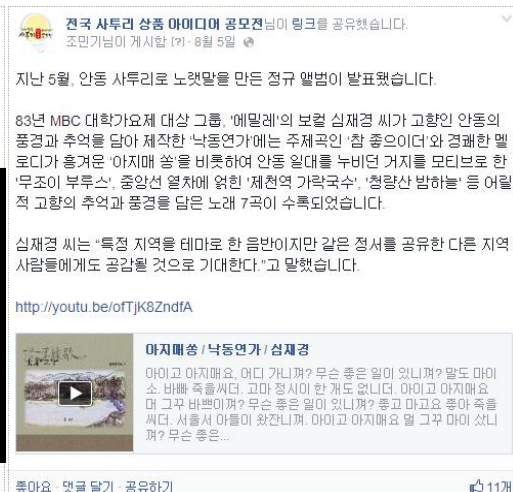 전국 사투리 상품 아이디어 공모전님이 링크를 공유했습니다.
조민기님이 게시함 [?] · 8월 5일
지난 5월, 안동 사투리로 노랫말을 만든 정규 앨범이 발표됐습니다.
83년 MBC 대학가요제 대상 그룹, '에밀레'의 보컬 심재경 씨가 고향인 안동의
풍경과 추억을 담아 제작한 '낙동연가'에는 주제곡인 '참 좋으이더'와 경쾌한 멜
로디가 흥겨운 '아지매 쏭'을 비롯하여 안동 일대를 누비던 거지를 모티브로 한
'무조이 부루스', 중앙선 열차에 얽힌 '제천역 가락국수', '청량산 밤하늘' 등 어릴
적 고향의 추억과 풍경을 담은 노래 7곡이 수록되었습니다.
심재경 씨는 "특정 지역을 테마로 한 음반이지만 같은 정서를 공유한 다른 지역
사람들에게도 공감될 것으로 기대한다."고 말했습니다.
http://youtu.be/ofTjK8ZndfA
아지매쏭 / 낙동연가 / 심재경
아이고 아지매요, 어디 가니껴? 무슨 좋은 일이 있니껴? 말도 마이
소. 바빠 죽을씨더. 고마 정시이 한 개도 없니더. 아이고 아지매요
머 그꾸 바쁘이껴? 무슨 좋은 일이 있니껴? 좋고 마고요 좋아 죽을
씨더. 서울서 아들이 왔잔니껴. 아이고 아지매요 멀 그꾸 마이 샀니
껴? 무슨 좋은...
좋아요 · 댓글 달기 · 공유하기
11개